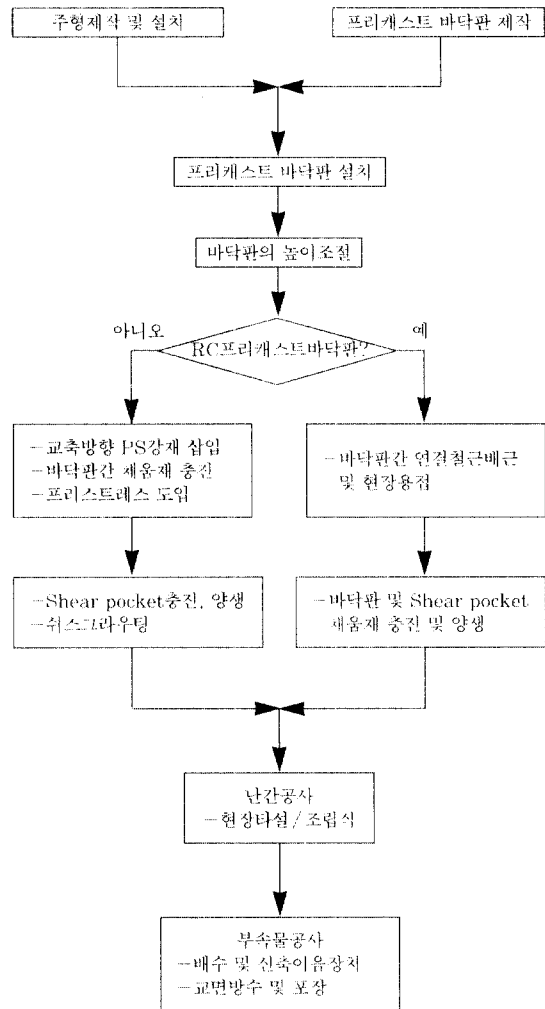 주형제작 및 설치
프리캐스트 바닥판 제작
프리캐스트 바닥판 설치
바닥판의 높이조절
아니오
예
RC프리캐스트바닥판?
-교축방향 PS강재 삽입
-바닥판간 채움재 충진
-프리스트레스 도입
-바닥판간 연결철근배근
및 현장용접
-Shear pocket충진, 양생
-쉬스그라우팅
-바닥판 및 Shear pocket
채움재 충진 및 양생
난간공사
-현장타설/조립식
부속물공사
-배수 및 신축이음장치
-교면방수 및 포장